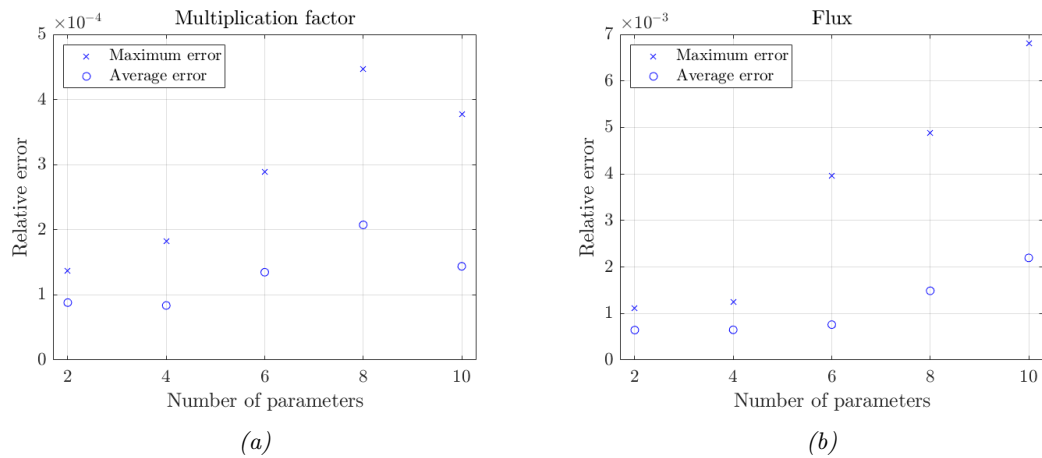 ×10⁻⁴
Multiplication factor
5
4
3
2
1
0
Maximum error
Average error
Relative error
2 4 6 8 10
Number of parameters
(a)
×10⁻³
Flux
7
6
5
4
3
2
1
0
Maximum error
Average error
Relative error
2 4 6 8 10
Number of parameters
(b)